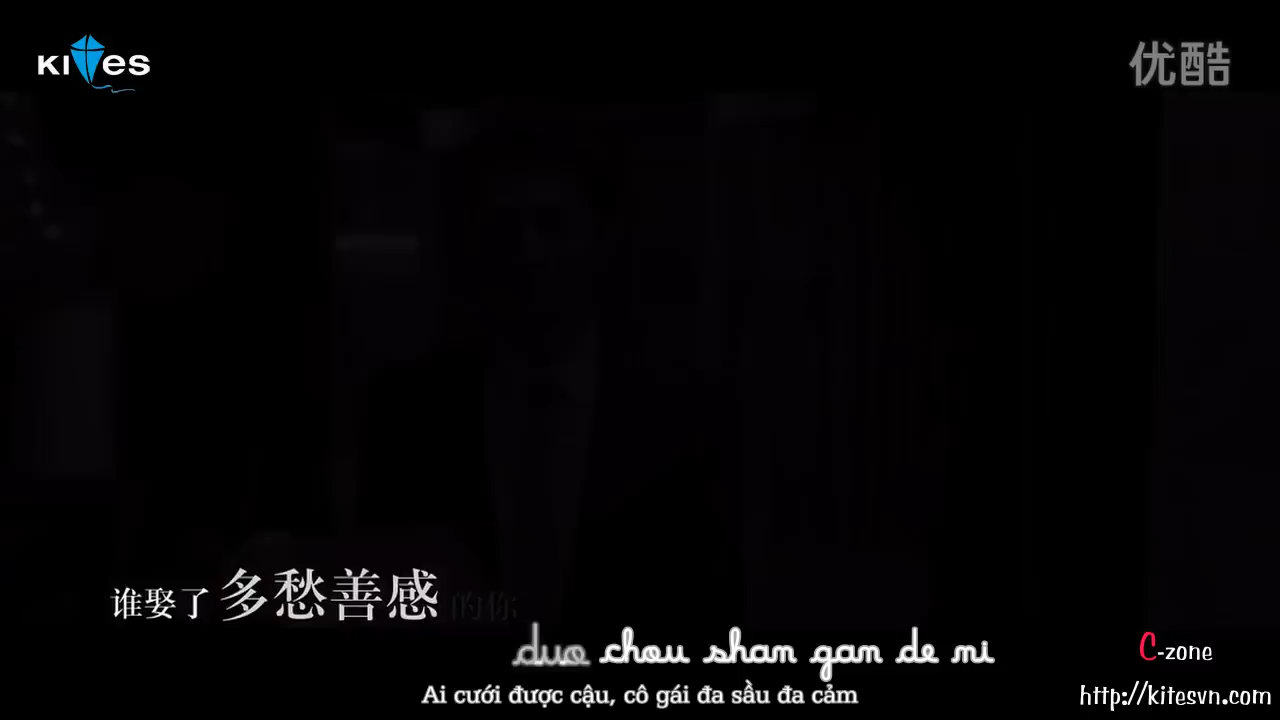 KITES
优酷
谁娶了多愁善感的你
duo chou shan gan de ni
C-zone
Ai cưới được cậu, cô gái đa sầu đa cảm
http://kitesvn.com